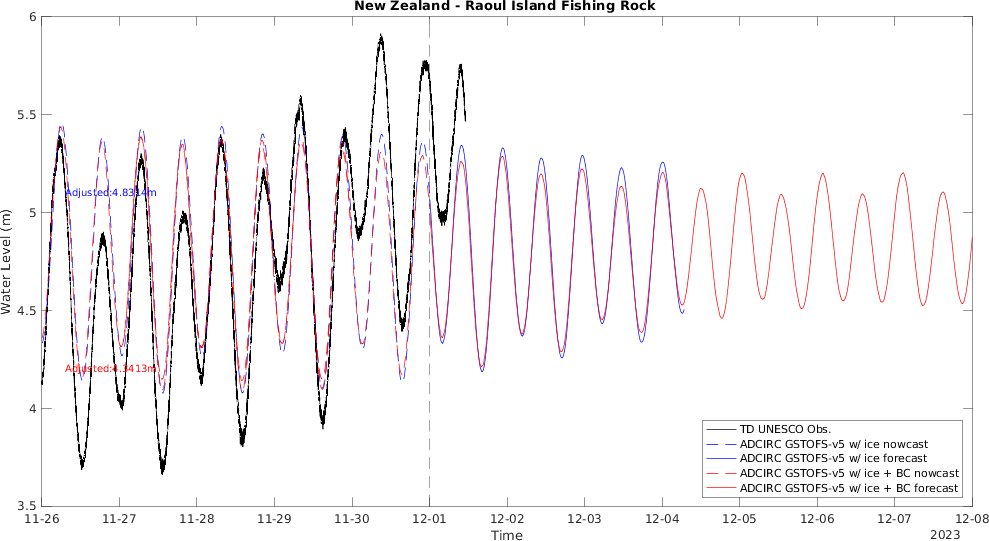 New Zealand - Raoul Island Fishing Rock
6
5.5
5
4.5
4
3.5
Water Level (m)
Adjusted:4.8314m
Adjusted:4.3413m
TD UNESCO Obs.
ADCIRC GSTOFS-v5 w/ ice nowcast
ADCIRC GSTOFS-v5 w/ ice forecast
ADCIRC GSTOFS-v5 w/ ice + BC nowcast
ADCIRC GSTOFS-v5 w/ ice + BC forecast
11-26 11-27 11-28 11-29 11-30 12-01 12-02 12-03 12-04 12-05 12-06 12-07 12-08
Time
2023